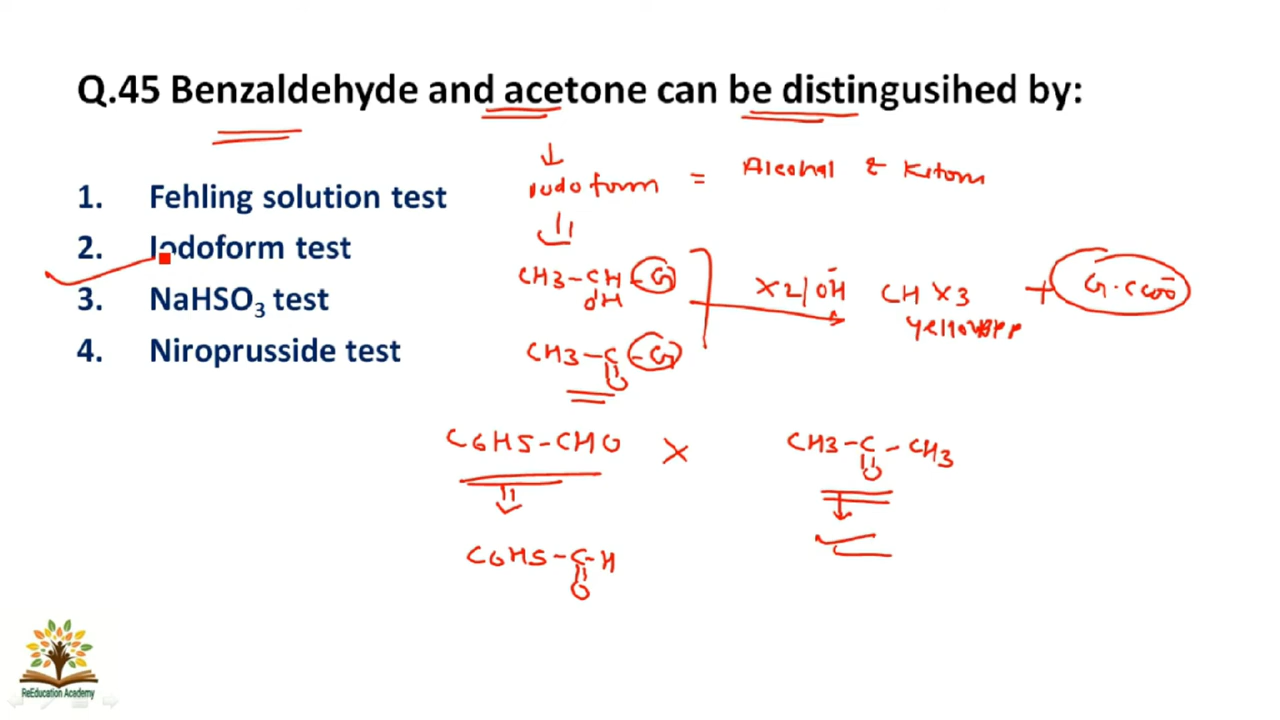 Q.45 Benzaldehyde and acetone can be distingusihed by:
1. Fehling solution test
2. Iodoform test
3. NaHSO3 test
4. Niroprusside test
Iodoform = Alcohal & Ketom
CH3-CH-G
OH
X2/OH- CHX3 + G-COO-
yellow ppt
CH3-C-G
O
C6H5-CHO X
CH3-C-CH3
O
C6H5-C-H
O
ReEducation Academy